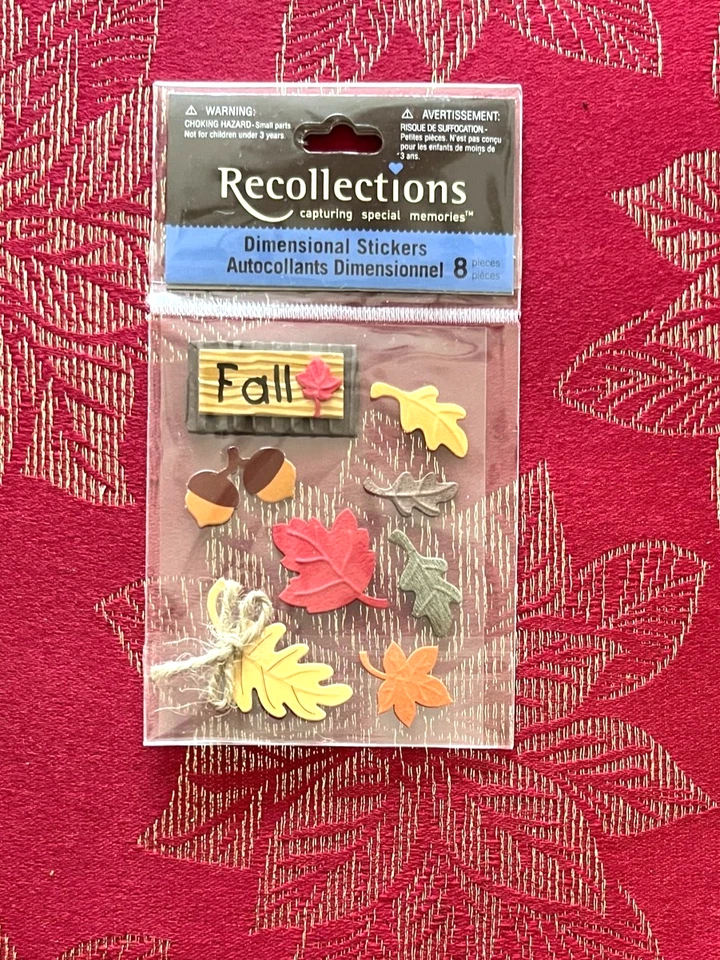 ⚠ WARNING:
CHOKING HAZARD - Small parts
Not for children under 3 years.
⚠ AVERTISSEMENT:
RISQUE DE SUFFOCATION.-
Petites pièces. N'est pas conçu
pour les enfants de moins de
3 ans.
Recollections
capturing special memories™
Dimensional Stickers
Autocollants Dimensionnel
8 pieces
pièces
Fall